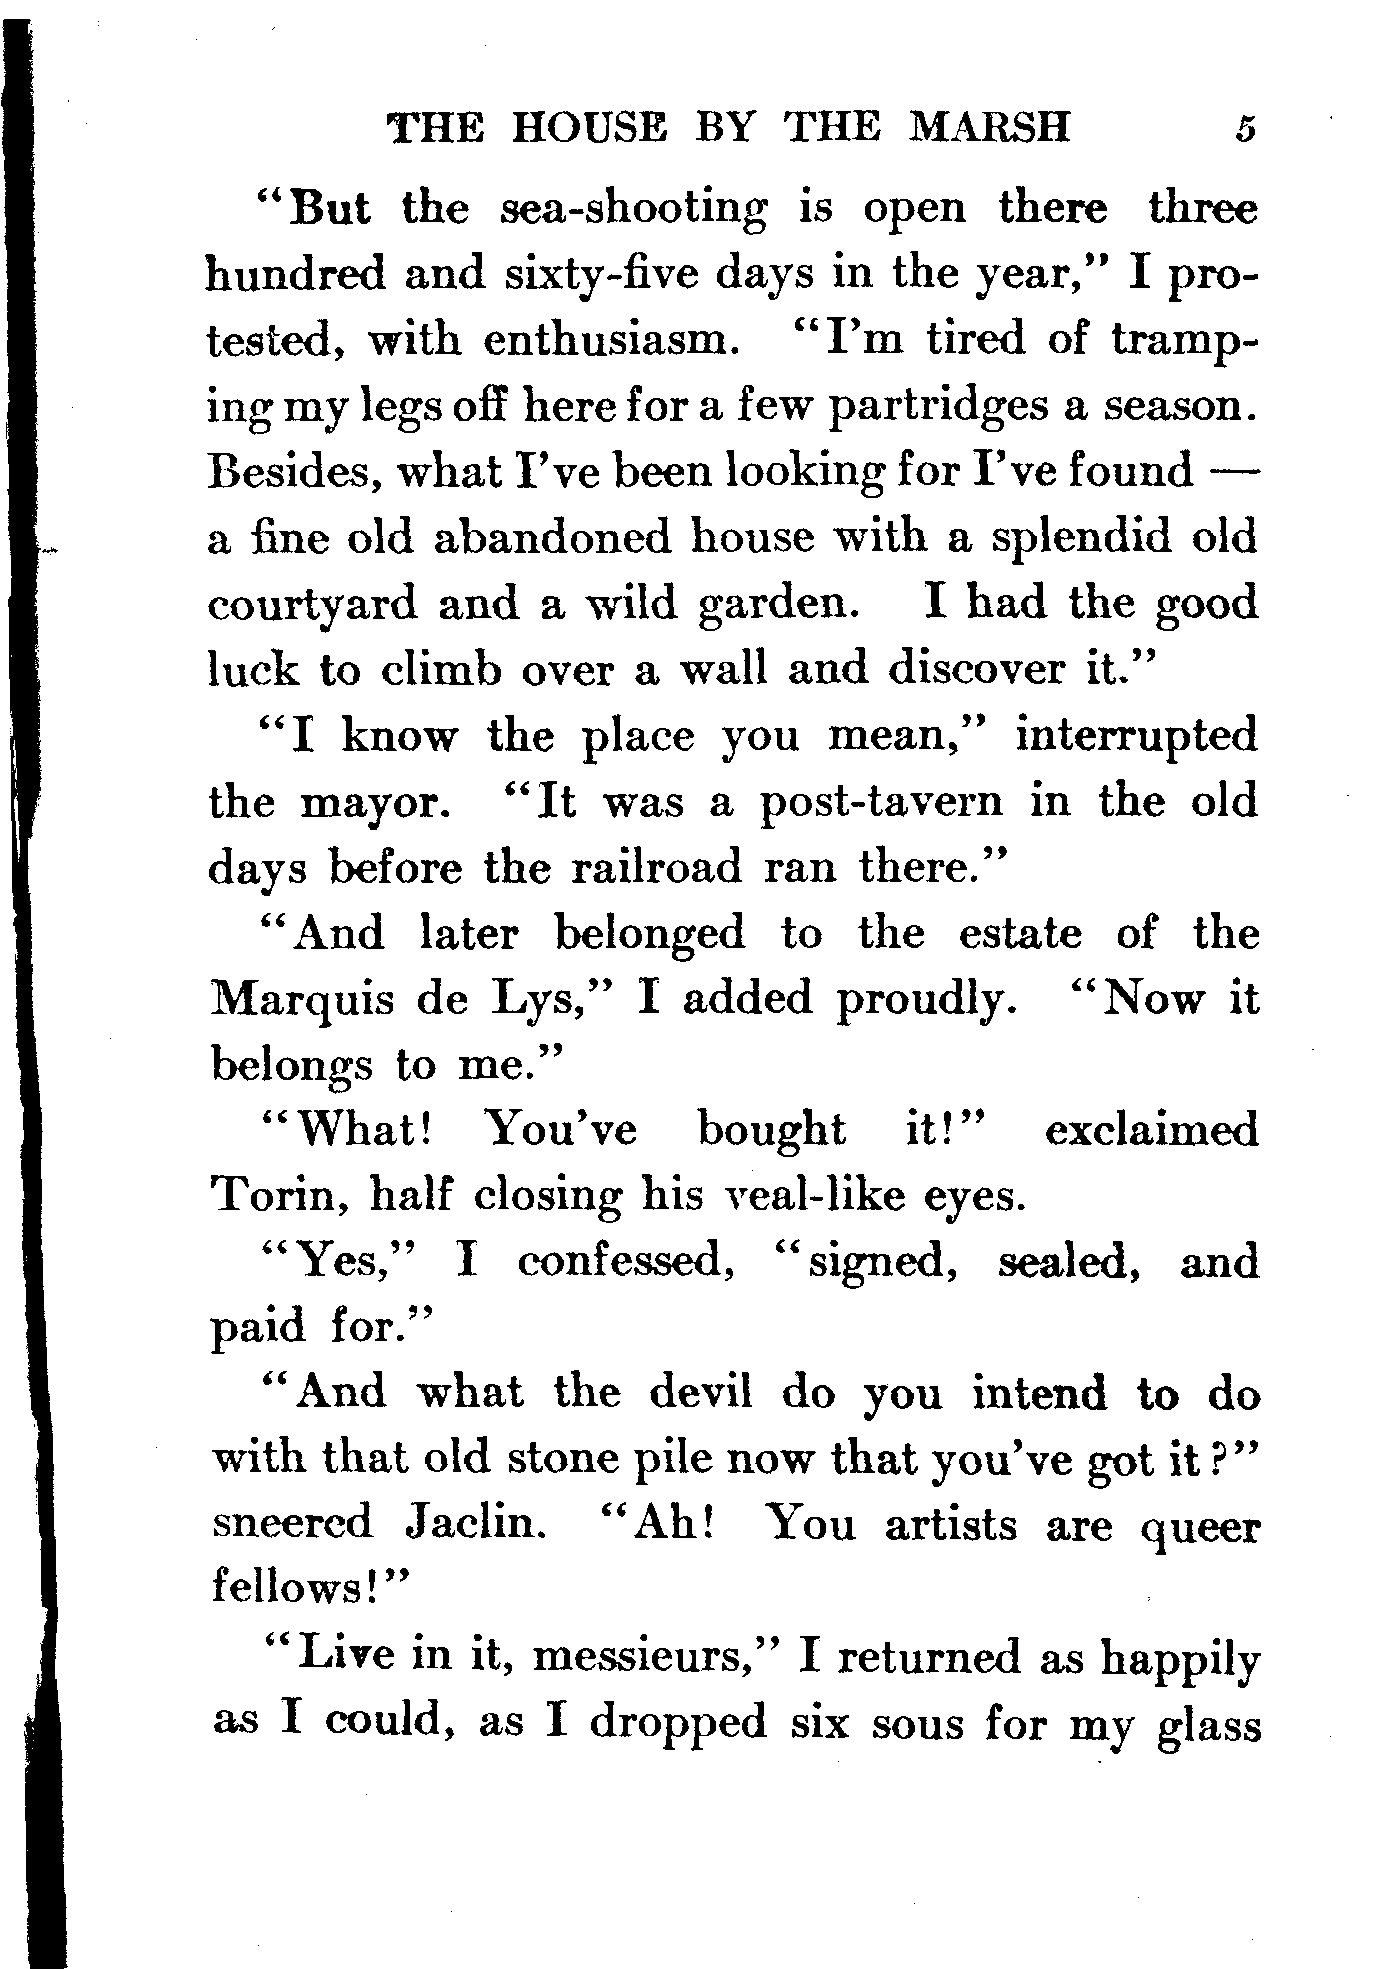 THE HOUSE BY THE MARSH 5
"But the sea-shooting is open there three
hundred and sixty-five days in the year," I pro-
tested, with enthusiasm. "I'm tired of tramp-
ing my legs off here for a few partridges a season.
Besides, what I've been looking for I've found —
a fine old abandoned house with a splendid old
courtyard and a wild garden. I had the good
luck to climb over a wall and discover it."
"I know the place you mean," interrupted
the mayor. "It was a post-tavern in the old
days before the railroad ran there."
"And later belonged to the estate of the
Marquis de Lys," I added proudly. "Now it
belongs to me."
"What! You've bought it!" exclaimed
Torin, half closing his veal-like eyes.
"Yes," I confessed, "signed, sealed, and
paid for."
"And what the devil do you intend to do
with that old stone pile now that you've got it?"
sneered Jaclin. "Ah! You artists are queer
fellows!"
"Live in it, messieurs," I returned as happily
as I could, as I dropped six sous for my glass